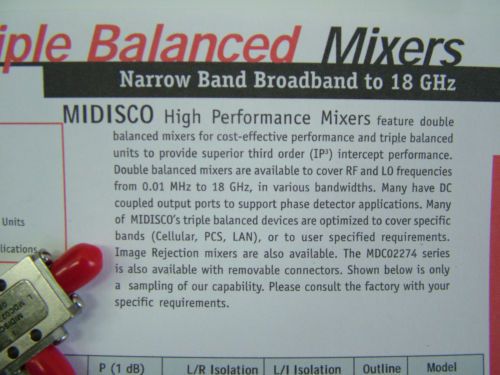 iple Balanced Mixers
Narrow Band Broadband to 18 GHz
MIDISCO High Performance Mixers feature double
balanced mixers for cost-effective performance and triple balanced
units to provide superior third order (IP³) intercept performance.
Double balanced mixers are available to cover RF and LO frequencies
from 0.01 MHz to 18 GHz, in various bandwidths. Many have DC
coupled output ports to support phase detector applications. Many
of MIDISCO's triple balanced devices are optimized to cover specific
bands (Cellular, PCS, LAN), or to user specified requirements.
Image Rejection mixers are also available. The MDC02274 series
is also available with removable connectors. Shown below is only
a sampling of our capability. Please consult the factory with your
specific requirements.
Units
lications
MIDISCO
P (1 dB) L/R Isolation L/I Isolation Outline Model